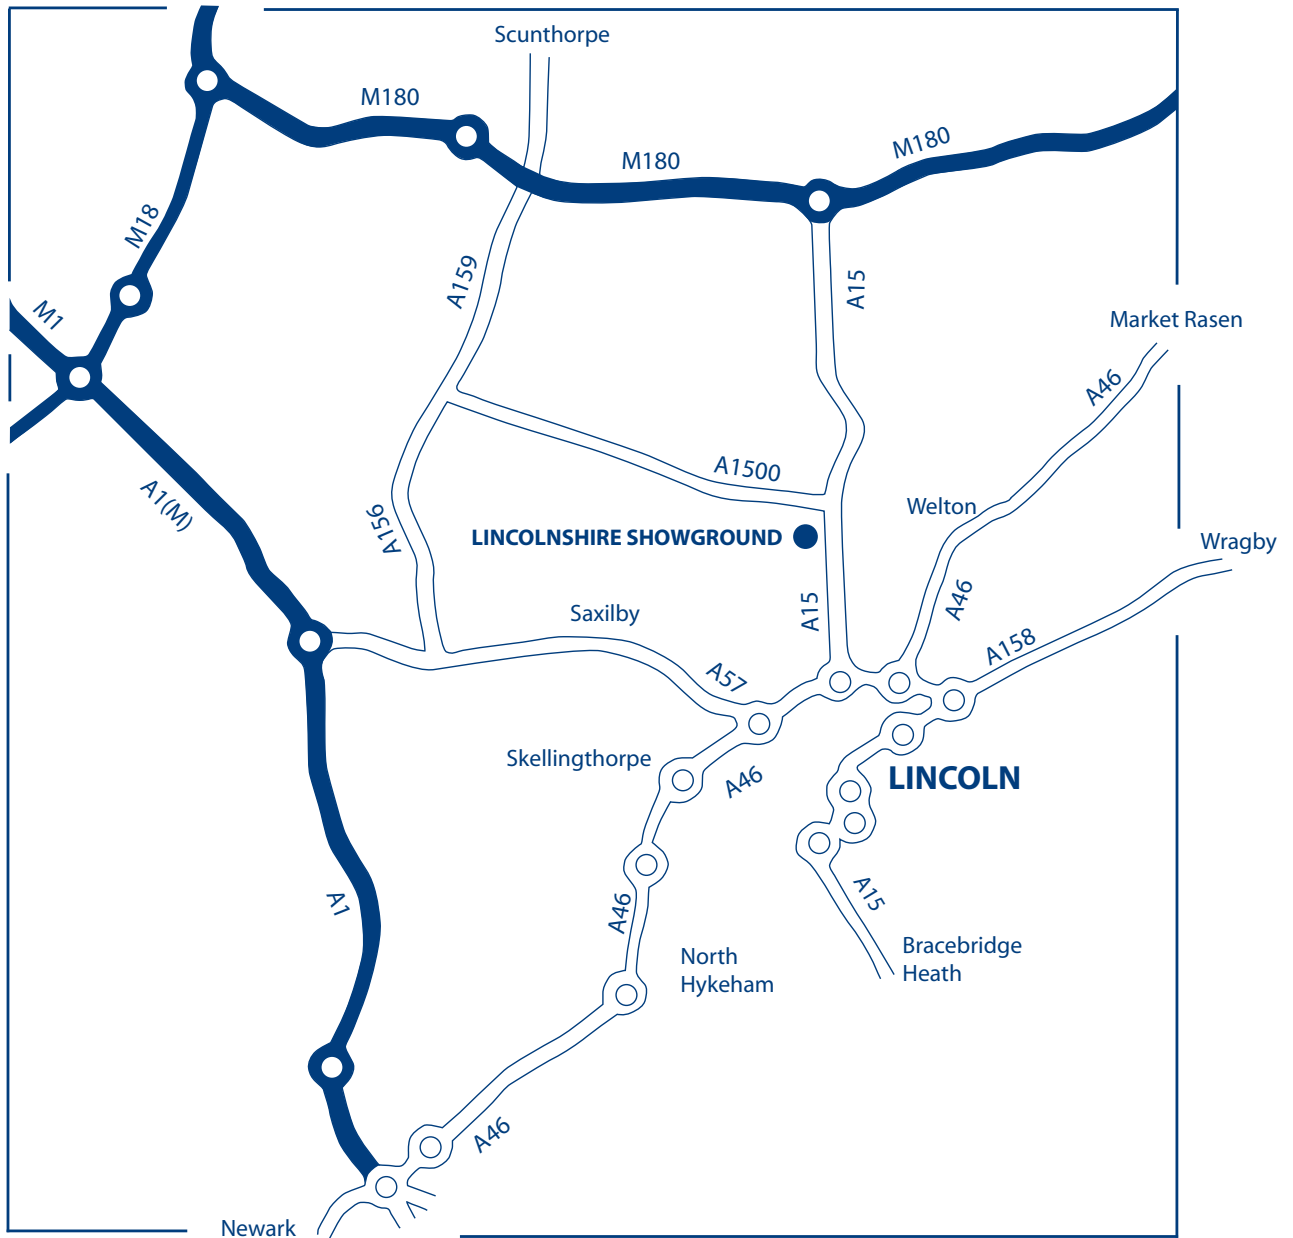 Scunthorpe
M180
M180
M180
M18
A159
A15
M1
Market Rasen
A46
A1500
A1(M)
A156
Welton
LINCOLNSHIRE SHOWGROUND
Wragby
A46
A15
Saxilby
A158
A57
Skellingthorpe
A46
LINCOLN
A15
A1
A46
Bracebridge
Heath
North
Hykeham
A46
Newark